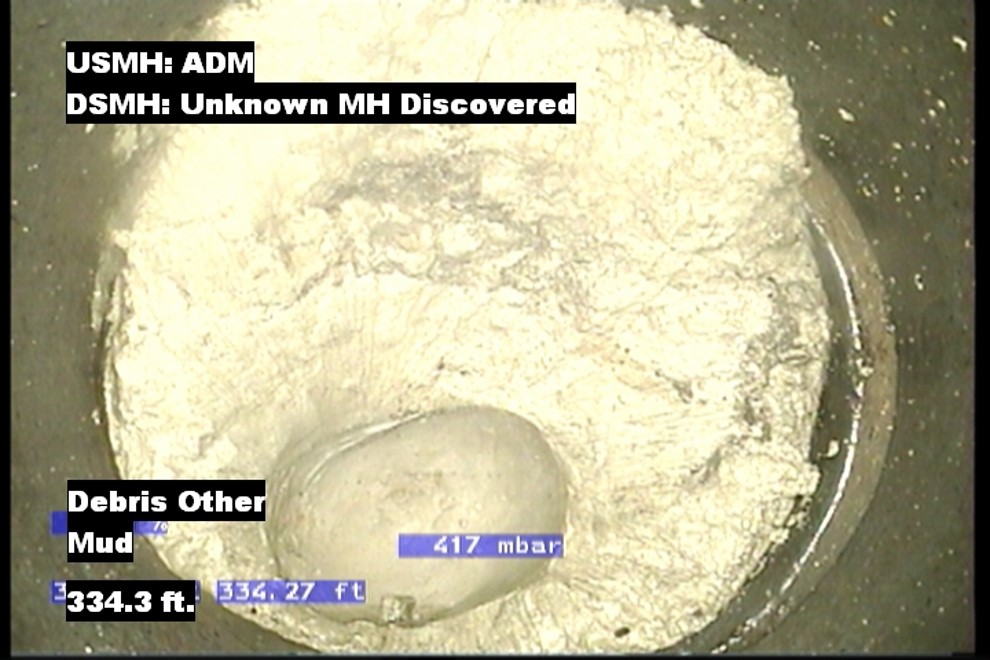 USMH: ADM
DSMH: Unknown MH Discovered
Debris Other
%
Mud
417 mbar
334.27 ft
334.3 ft.